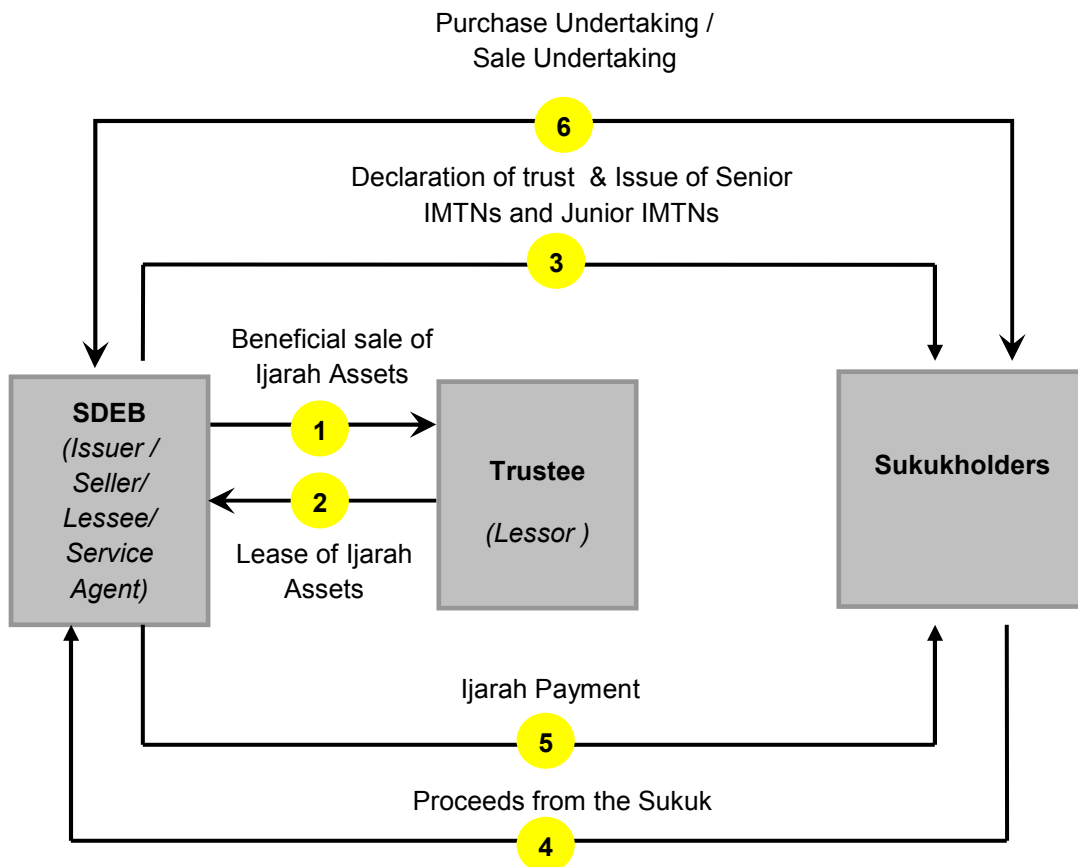 Purchase Undertaking /
Sale Undertaking
6
Declaration of trust & Issue of Senior
IMTNs and Junior IMTNs
3
Beneficial sale of
Ijarah Assets
1
SDEB
(Issuer /
Seller/
Lessee/
Service
Agent)
2
Lease of Ijarah
Assets
Trustee
(Lessor )
Sukukholders
Ijarah Payment
5
Proceeds from the Sukuk
4